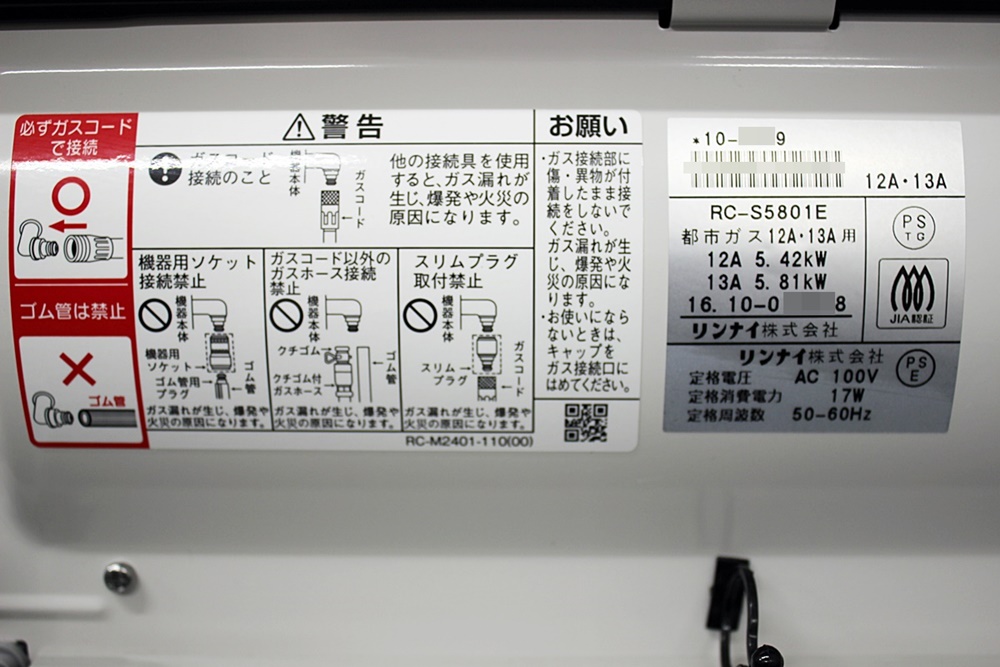 必ずガスコード
で接続
ゴム管は禁止
ゴム管
警告
ガスコード
接続のこと
機器本体
ガスコード
他の接続具を使用
すると、ガス漏れが
生じ、爆発や火災の
原因になります。
機器用ソケット
接続禁止
機器本体
機器用
ソケット
ゴム管用
プラグ
ゴム管
ガス漏れが生じ、爆発や
火災の原因になります。
ガスコード以外の
ガスホース接続
禁止
機器本体
クチゴム
クチゴム付
ガスホース
ゴム管
ガス漏れが生じ、爆発や
火災の原因になります。
スリムプラグ
取付禁止
機器本体
スリム
プラグ
ガスコード
ガス漏れが生じ、爆発や
火災の原因になります。
RC-M2401-110(00)
お願い
・ガス接続部に
傷・異物が付
着したまま接
続をしないで
ください。
ガス漏れが生
じ、爆発や火
災の原因にな
ります。
・お使いになら
ないときは、
キャップを
ガス接続口に
はめてください。
*10- 9
12A・13A
RC-S5801E
都市ガス12A・13A用
12A 5.42kW
13A 5.81kW
16.10-0 8
リンナイ株式会社
PS
TG
JIA認証
リンナイ株式会社
定格電圧 AC 100V
定格消費電力 17W
定格周波数 50-60Hz
PS
E